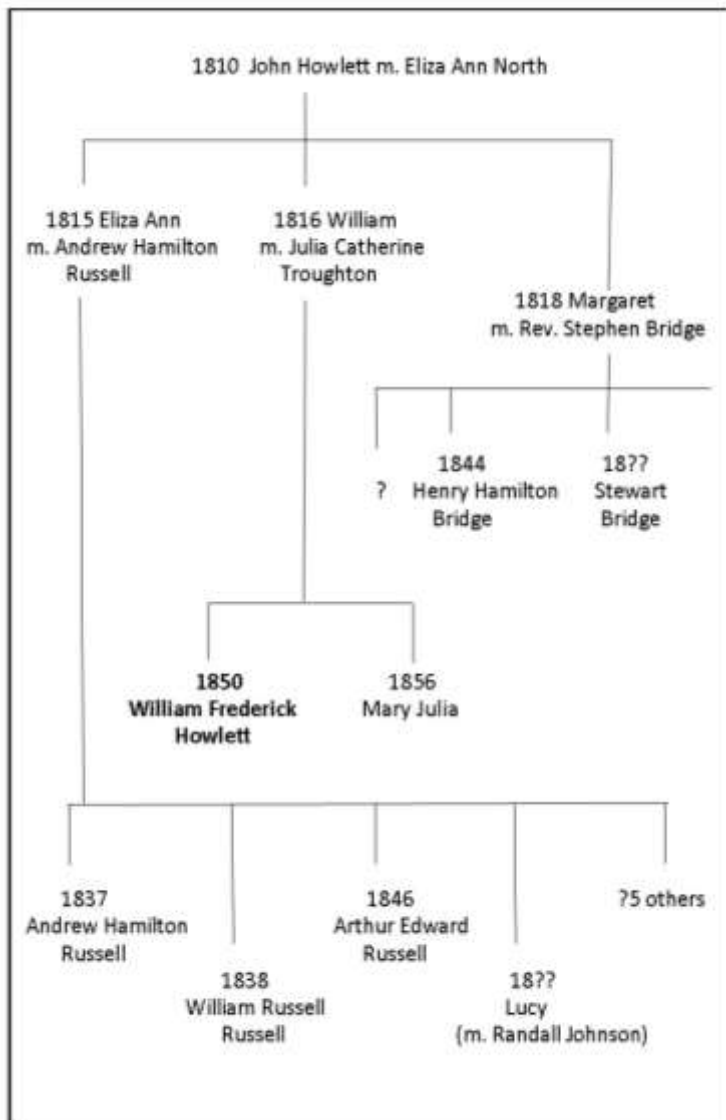 1810 John Howlett m. Eliza Ann North
1815 Eliza Ann
m. Andrew Hamilton
Russell
1816 William
m. Julia Catherine
Troughton
1818 Margaret
m. Rev. Stephen Bridge
?
1844
Henry Hamilton
Bridge
18??
Stewart
Bridge
1850
William Frederick
Howlett
1856
Mary Julia
1837
Andrew Hamilton
Russell
1838
William Russell
Russell
1846
Arthur Edward
Russell
18??
Lucy
(m. Randall Johnson)
?5 others